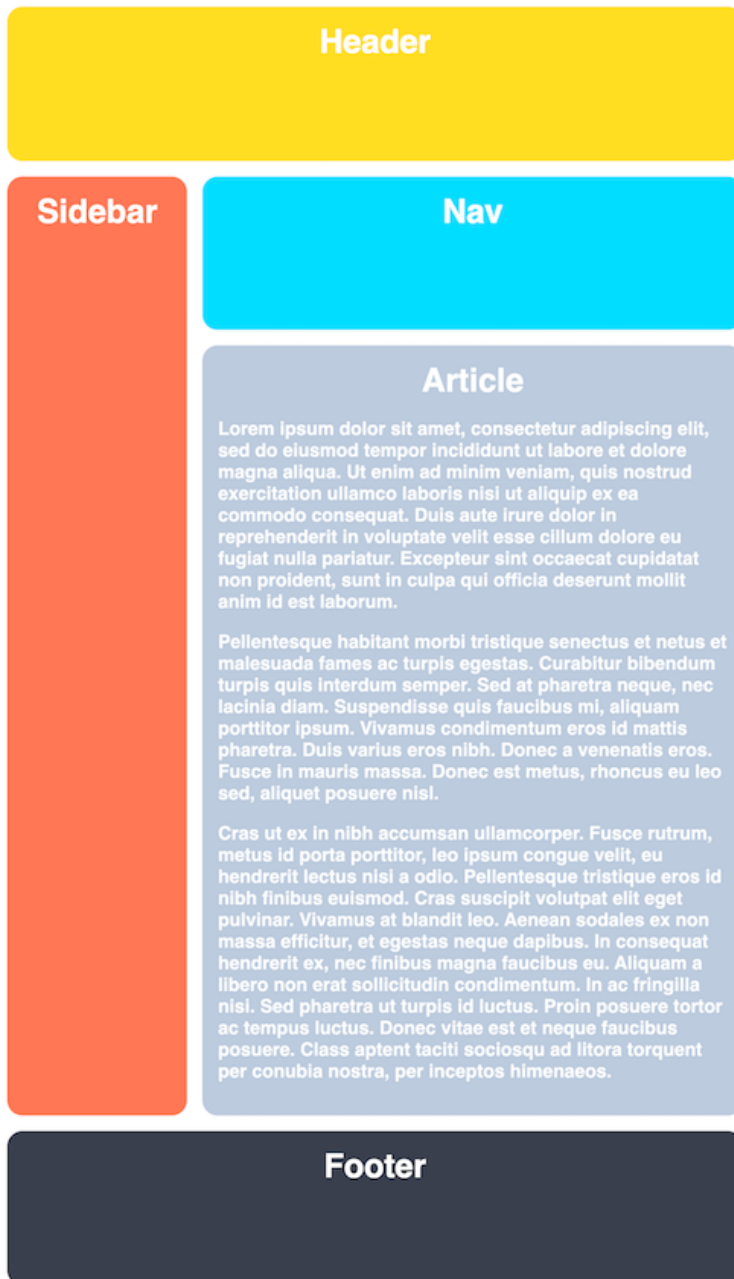 Header
Sidebar
Nav
Article
Lorem ipsum dolor sit amet, consectetur adipiscing elit,
sed do eiusmod tempor incididunt ut labore et dolore
magna aliqua. Ut enim ad minim veniam, quis nostrud
exercitation ullamco laboris nisi ut aliquip ex ea
commodo consequat. Duis aute irure dolor in
reprehenderit in voluptate velit esse cillum dolore eu
fugiat nulla pariatur. Excepteur sint occaecat cupidatat
non proident, sunt in culpa qui officia deserunt mollit
anim id est laborum.
Pellentesque habitant morbi tristique senectus et netus et
malesuada fames ac turpis egestas. Curabitur bibendum
turpis quis interdum semper. Sed at pharetra neque, nec
lacinia diam. Suspendisse quis faucibus mi, aliquam
porttitor ipsum. Vivamus condimentum eros id mattis
pharetra. Duis varius eros nibh. Donec a venenatis eros.
Fusce in mauris massa. Donec est metus, rhoncus eu leo
sed, aliquet posuere nisl.
Cras ut ex in nibh accumsan ullamcorper. Fusce rutrum,
metus id porta porttitor, leo ipsum congue velit, eu
hendrerit lectus nisi a odio. Pellentesque tristique eros id
nibh finibus euismod. Cras suscipit volutpat elit eget
pulvinar. Vivamus at blandit leo. Aenean sodales ex non
massa efficitur, et egestas neque dapibus. In consequat
hendrerit ex, nec finibus magna faucibus eu. Aliquam a
libero non erat sollicitudin condimentum. In ac fringilla
nisi. Sed pharetra ut turpis id luctus. Proin posuere tortor
ac tempus luctus. Donec vitae est et neque faucibus
posuere. Class aptent taciti sociosqu ad litora torquent
per conubia nostra, per inceptos himenaeos.
Footer